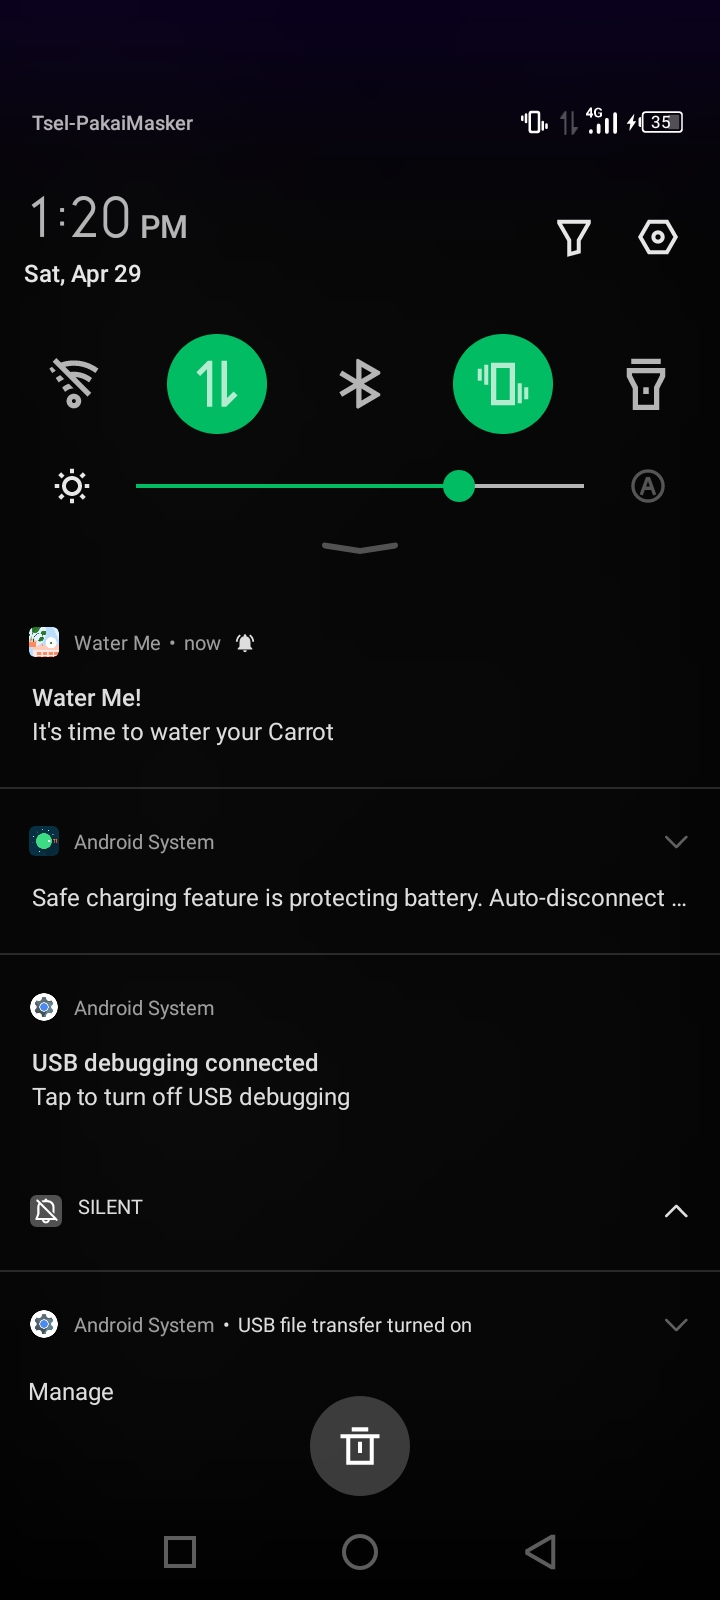 Tsel-PakaiMasker
4G
35
1:20 PM
Sat, Apr 29
A
Water Me • now
Water Me!
It's time to water your Carrot
Android System
Safe charging feature is protecting battery. Auto-disconnect ...
Android System
USB debugging connected
Tap to turn off USB debugging
SILENT
Android System • USB file transfer turned on
Manage